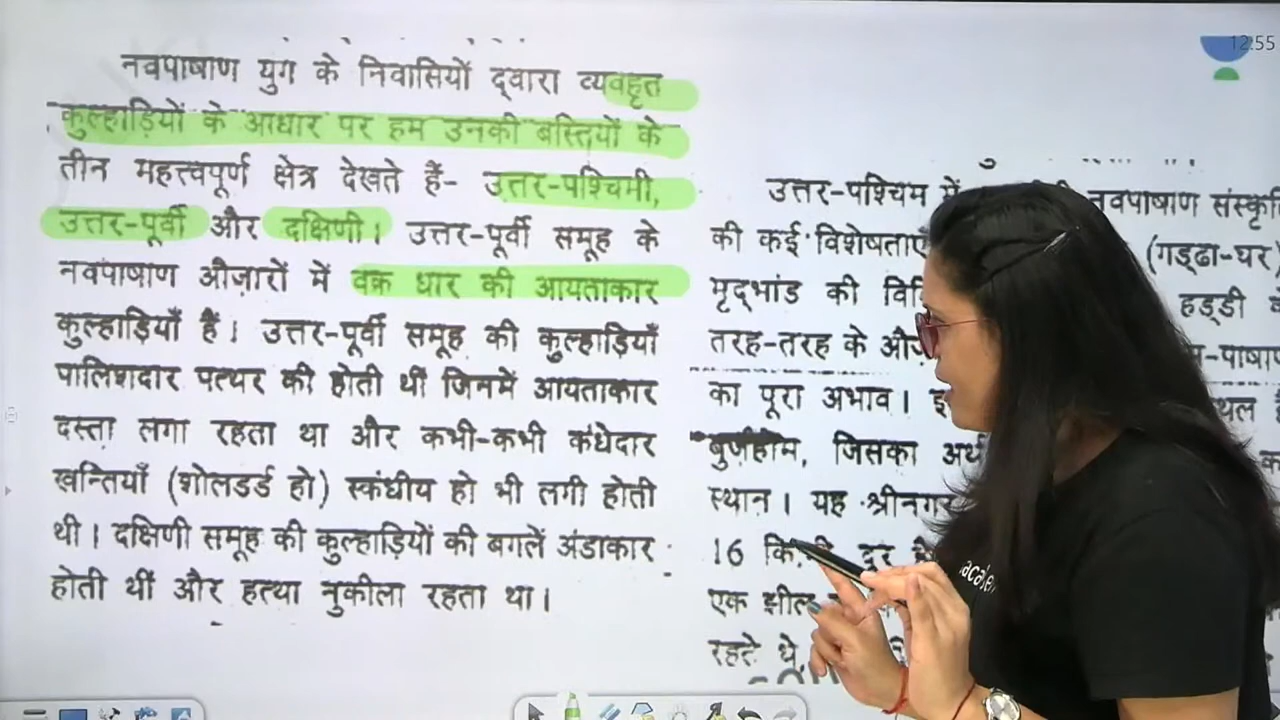 नवपाषाण युग के निवासियों द्वारा व्यवहृत
कुल्हाड़ियों के आधार पर हम उनकी बस्तियों के
तीन महत्त्वपूर्ण क्षेत्र देखते हैं- उत्तर-पश्चिमी,
उत्तर-पूर्वी और दक्षिणी। उत्तर-पूर्वी समूह के
नवपाषाण औज़ारों में वक्र धार की आयताकार
कुल्हाड़ियाँ हैं। उत्तर-पूर्वी समूह की कुल्हाड़ियाँ
पालिशदार पत्थर की होती थीं जिनमें आयताकार
दस्ता लगा रहता था और कभी-कभी कंधेदार
खन्तियाँ (शोलडर्ड हो) स्कंधीय हो भी लगी होती
थी। दक्षिणी समूह की कुल्हाड़ियों की बगलें अंडाकार
होती थीं और हत्था नुकीला रहता था।
उत्तर-पश्चिम में नवपाषाण
की कई विशेषताएँ (गड्ढा-घर)
मृद्भांड की हड्डी
तरह-तरह के
का पूरा अभाव।
बुर्ज़होम, जिसका अर्थ
स्थान। यह श्रीनगर
16 दूर
एक झील
रहते थे
12:55